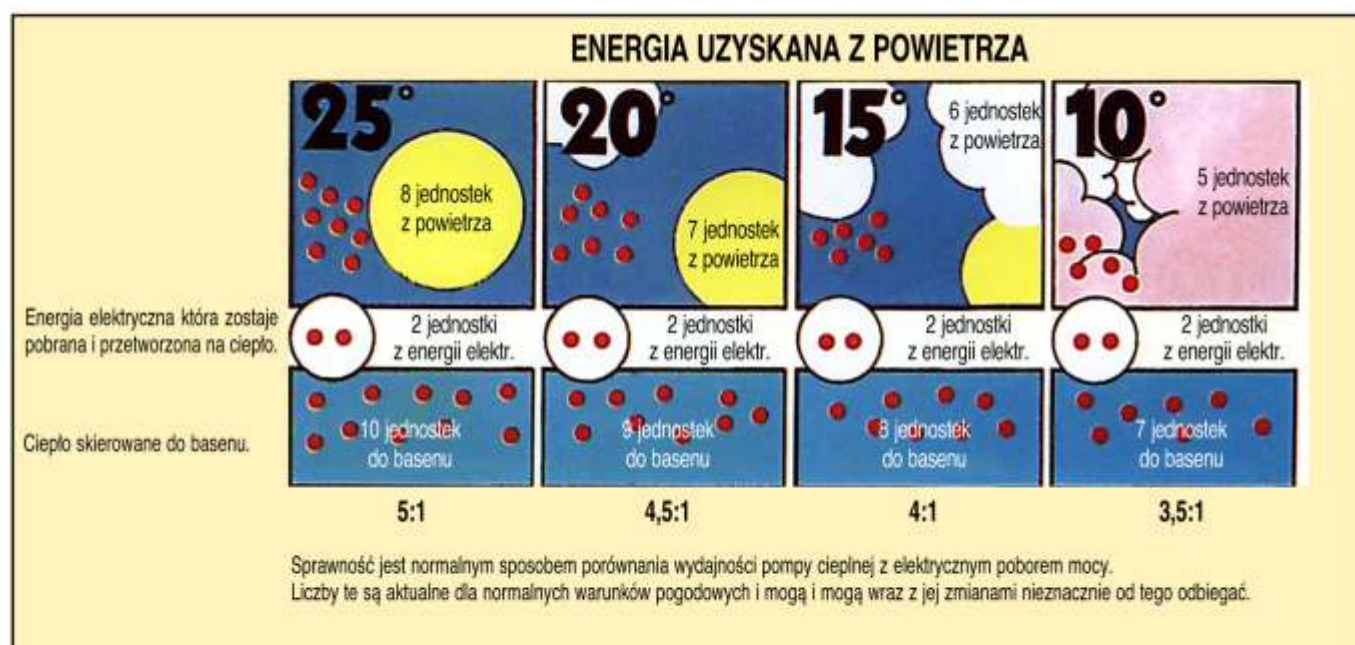 ENERGIA UZYSKANA Z POWIETRZA
25°
8 jednostek
z powietrza
20°
7 jednostek
z powietrza
15°
6 jednostek
z powietrza
10°
5 jednostek
z powietrza
Energia elektryczna która zostaje
pobrana i przetworzona na ciepło.
2 jednostki
z energii elektr.
2 jednostki
z energii elektr.
2 jednostki
z energii elektr.
2 jednostki
z energii elektr.
Ciepło skierowane do basenu.
10 jednostek
do basenu
9 jednostek
do basenu
8 jednostek
do basenu
7 jednostek
do basenu
5:1
4,5:1
4:1
3,5:1
Sprawność jest normalnym sposobem porównania wydajności pompy cieplnej z elektrycznym poborem mocy.
Liczby te są aktualne dla normalnych warunków pogodowych i mogą i mogą wraz z jej zmianami nieznacznie od tego odbiegać.